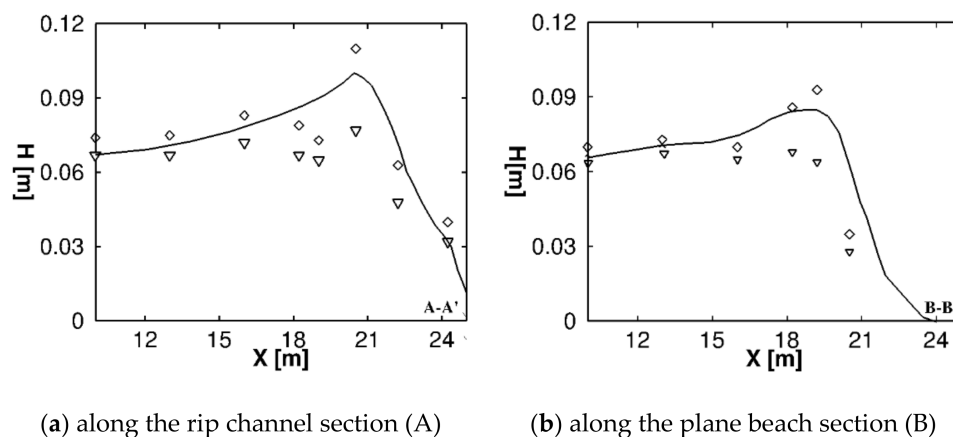 0.12
0.09
0.06
0.03
0
H [m]
12
15
18
21
24
X [m]
A-A'
0.12
0.09
0.06
0.03
0
H[m]
12
15
18
21
24
X [m]
B-B
(a) along the rip channel section (A)
(b) along the plane beach section (B)